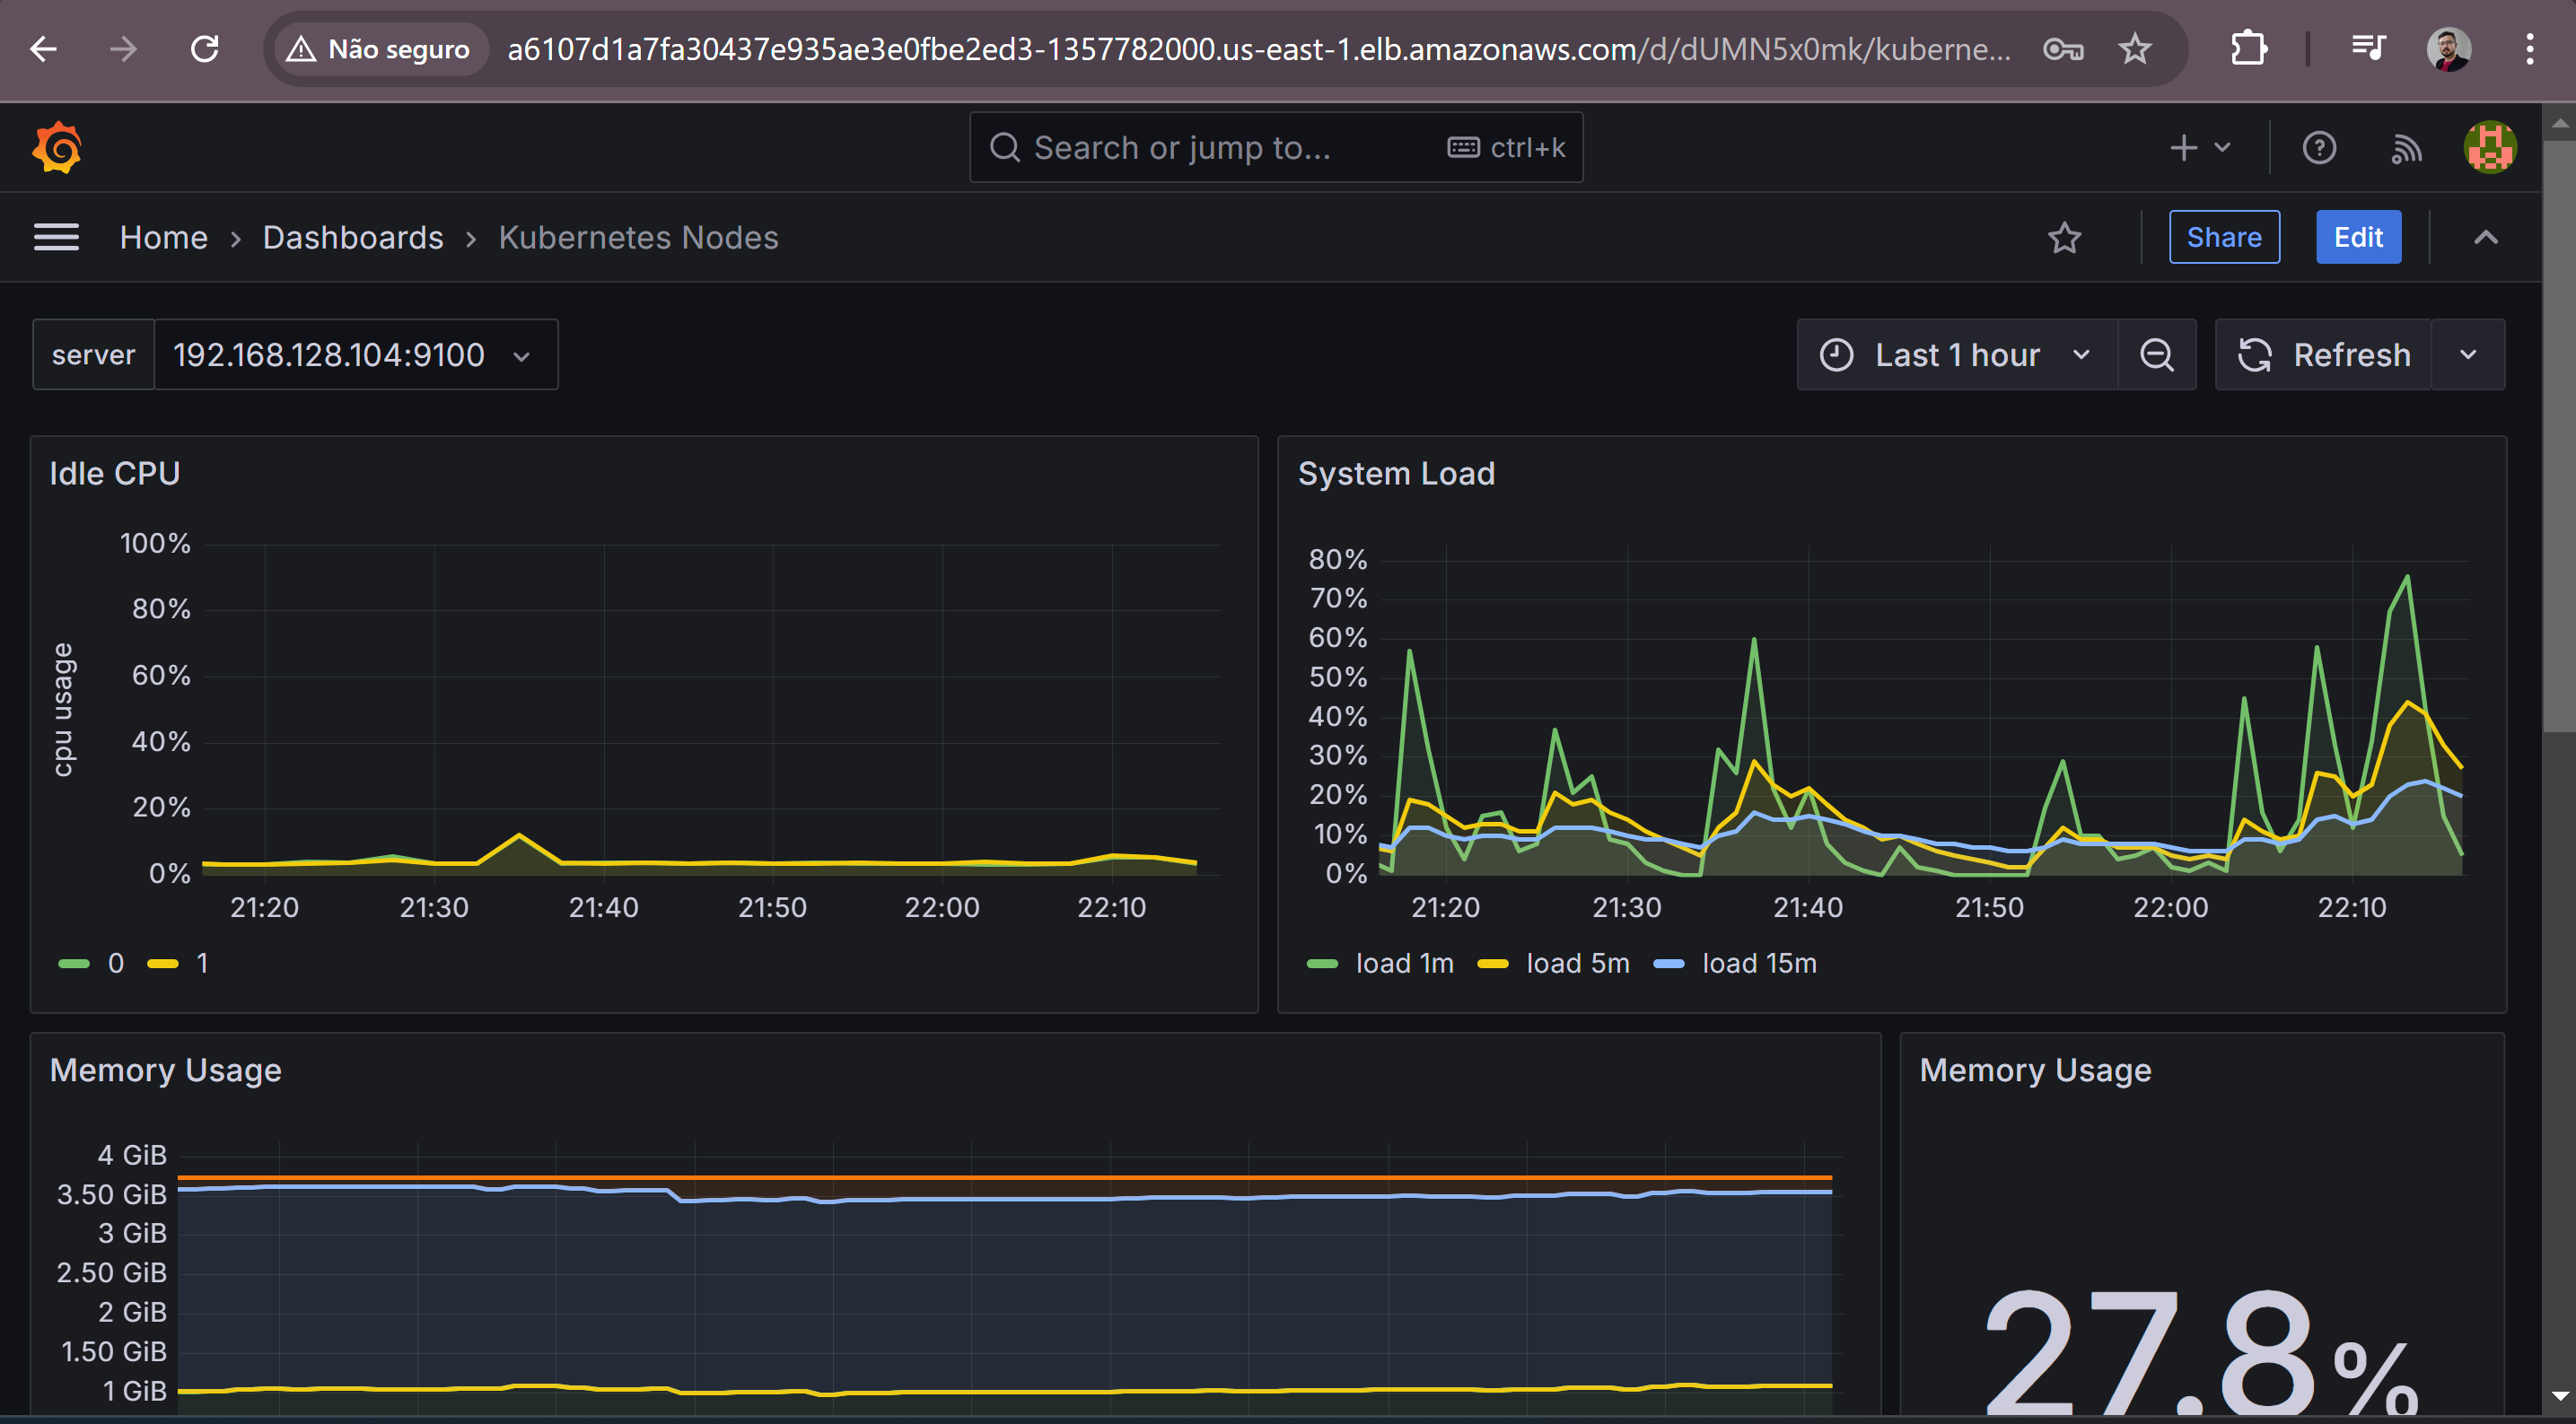 Não seguro a6107d1a7fa30437e935ae3e0fbe2ed3-1357782000.us-east-1.elb.amazonaws.com/d/dUMN5x0mk/kuberne...
Search or jump to... ctrl+k
Home › Dashboards › Kubernetes Nodes
Share
Edit
server 192.168.128.104:9100
Last 1 hour
Refresh
Idle CPU
cpu usage
100%
80%
60%
40%
20%
0%
21:20 21:30 21:40 21:50 22:00 22:10
0 1
System Load
80%
70%
60%
50%
40%
30%
20%
10%
0%
21:20 21:30 21:40 21:50 22:00 22:10
load 1m load 5m load 15m
Memory Usage
4 GiB
3.50 GiB
3 GiB
2.50 GiB
2 GiB
1.50 GiB
1 GiB
Memory Usage
27.8%